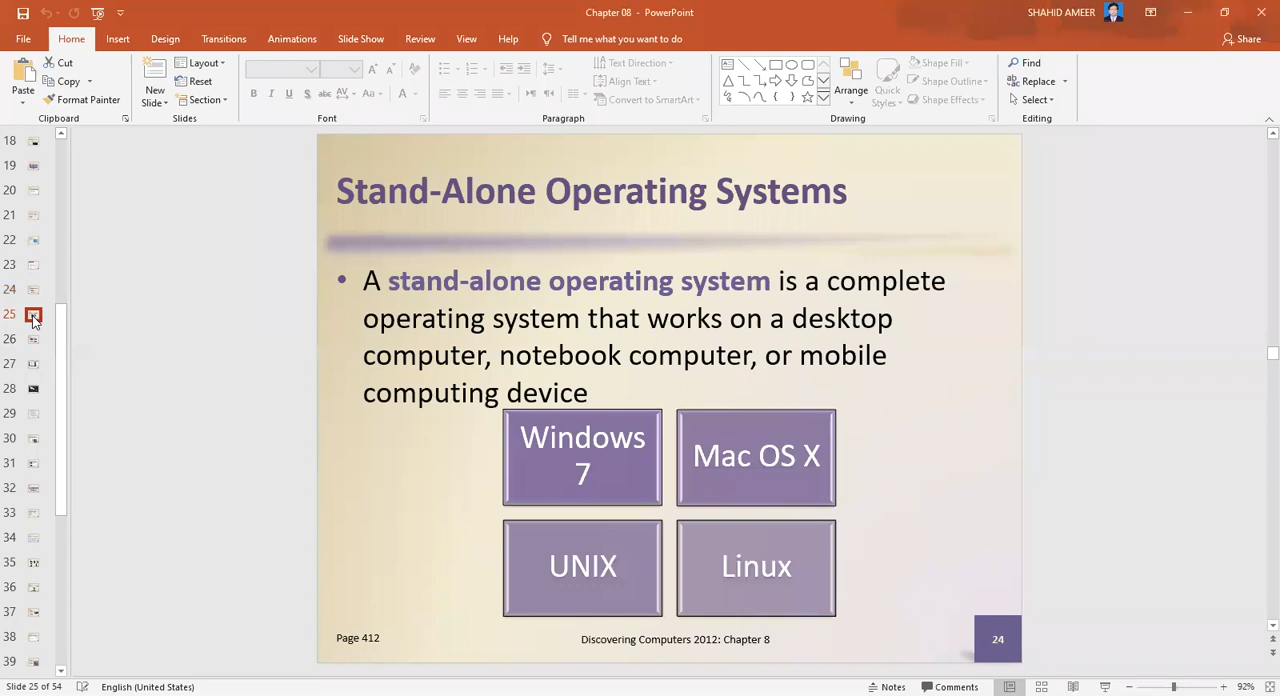 Chapter 08 - PowerPoint
SHAHID AMEER
File Home Insert Design Transitions Animations Slide Show Review View Help Tell me what you want to do Share
Paste
Cut
Copy
Format Painter
Clipboard
New Slide
Layout
Reset
Section
Slides
Font
Text Direction
Align Text
Convert to SmartArt
Paragraph
Arrange
Quick Styles
Shape Fill
Shape Outline
Shape Effects
Drawing
Find
Replace
Select
Editing
18
19
20
21
22
23
24
25
26
27
28
29
30
31
32
33
34
35
36
37
38
39
Stand-Alone Operating Systems
• A stand-alone operating system is a complete
operating system that works on a desktop
computer, notebook computer, or mobile
computing device
Windows
7
Mac OS X
UNIX
Linux
Page 412
Discovering Computers 2012: Chapter 8
24
Slide 25 of 54 English (United States) Notes Comments 92%